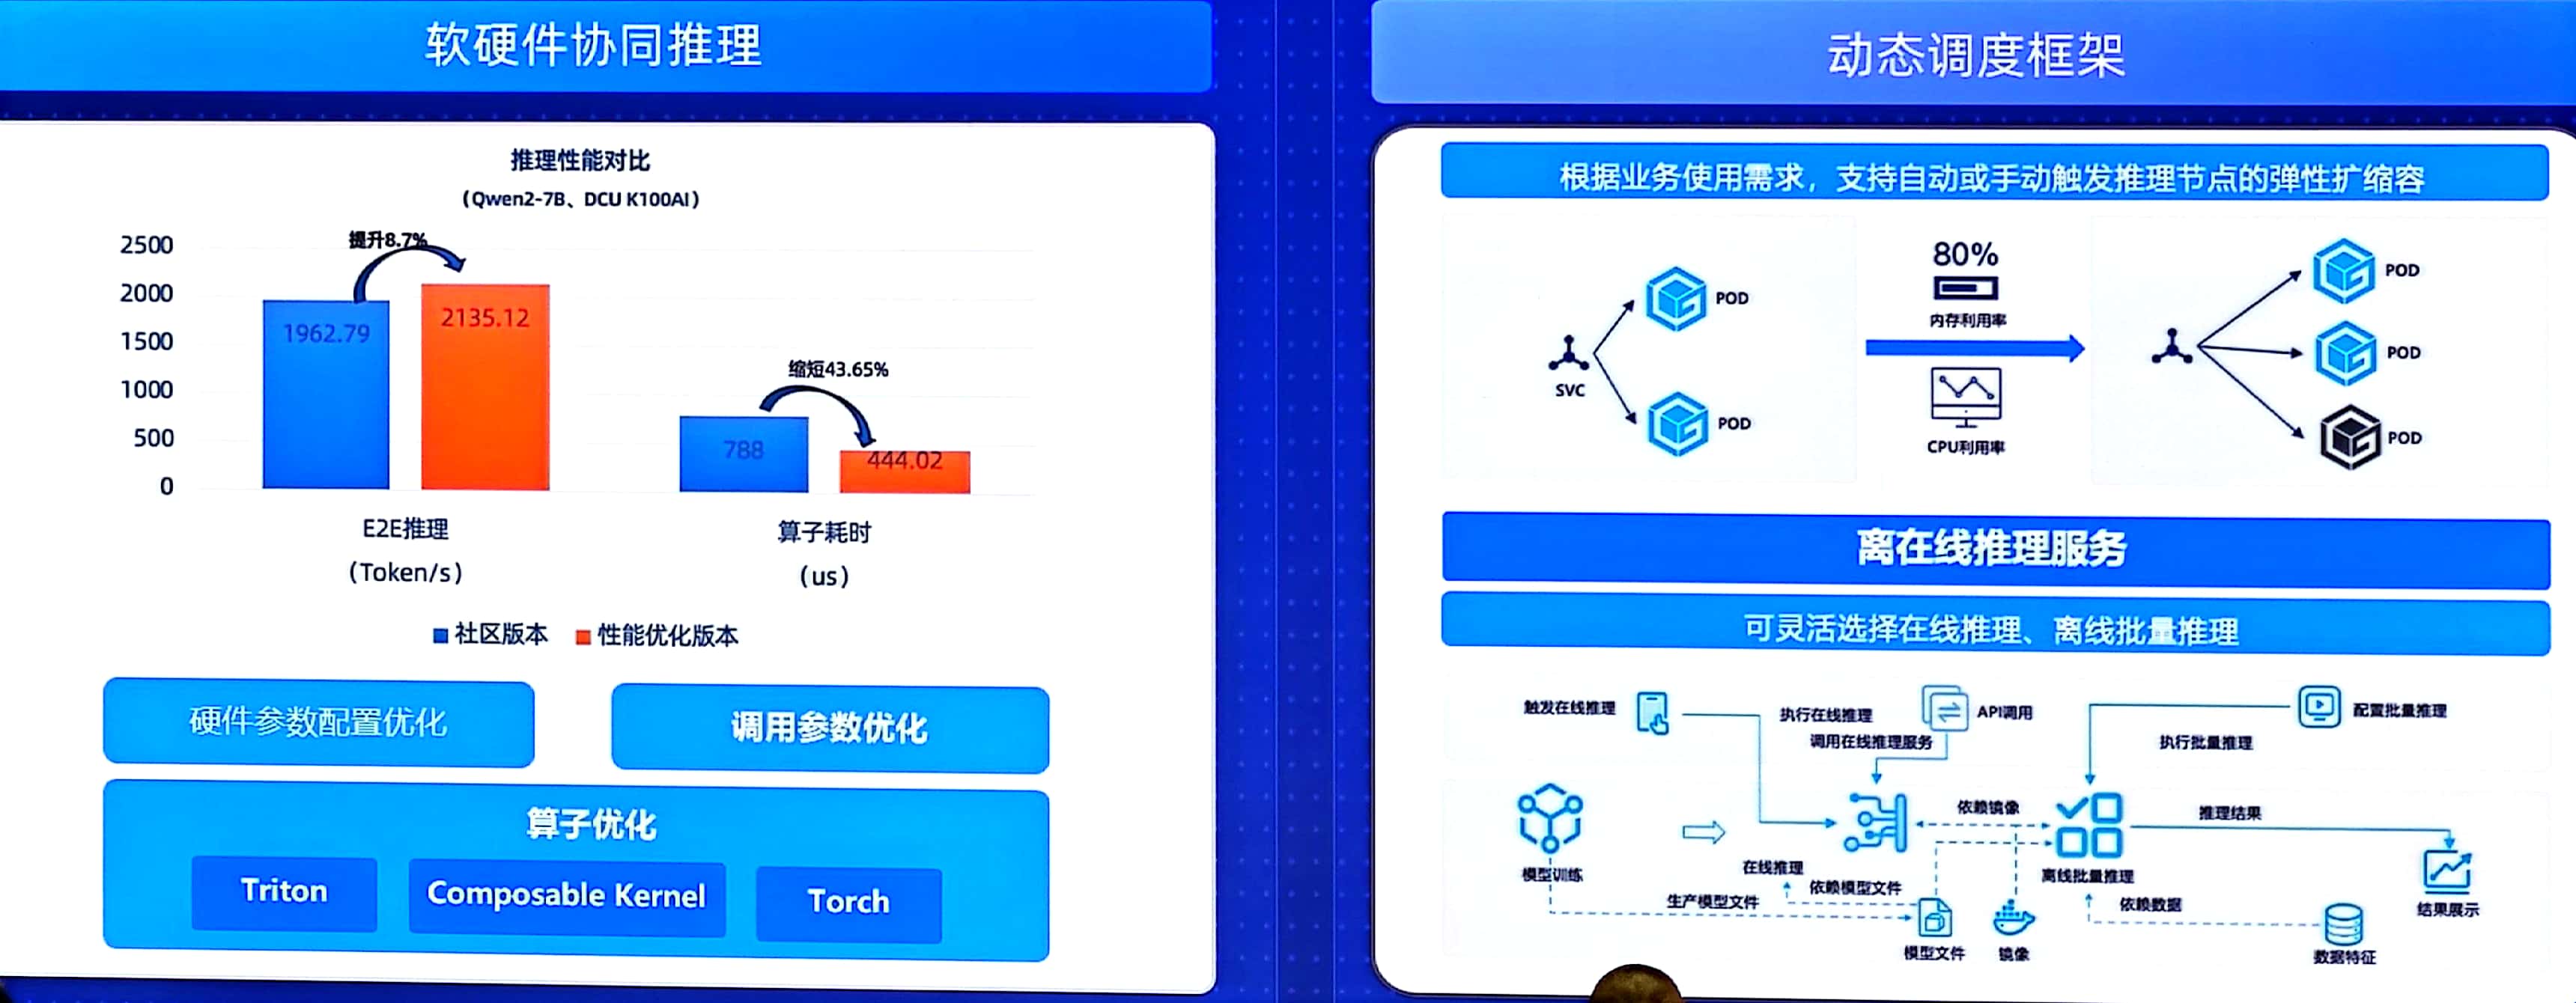 软硬件协同推理
推理性能对比
(Qwen2-7B、DCU K100AI)
提升8.7%
2500
2000
1500
1000
500
0
1962.79
2135.12
缩短43.65%
788
444.02
E2E推理
(Token/s)
算子耗时
(us)
社区版本
性能优化版本
硬件参数配置优化
调用参数优化
算子优化
Triton
Composable Kernel
Torch
动态调度框架
根据业务使用需求，支持自动或手动触发推理节点的弹性扩缩容
SVC
POD
POD
80%
内存利用率
CPU利用率
POD
POD
POD
离在线推理服务
可灵活选择在线推理、离线批量推理
触发在线推理
执行在线推理
调用在线推理服务
API调用
执行批量推理
配置批量推理
模型训练
在线推理
依赖镜像
离线批量推理
推理结果
结果展示
生产模型文件
依赖模型文件
依赖数据
模型文件
镜像
数据特征